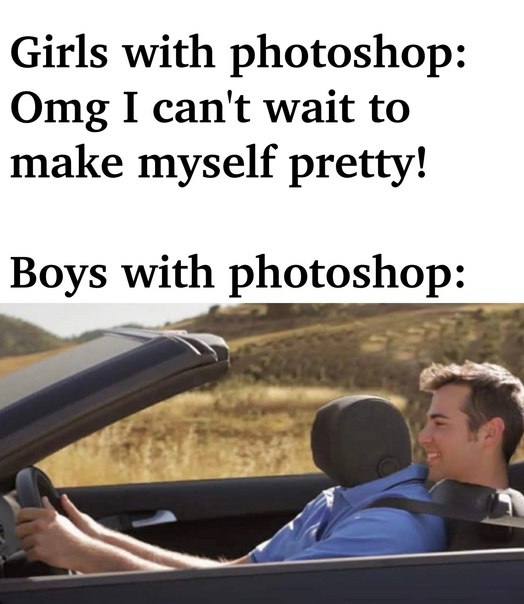 Girls with photoshop:
Omg I can't wait to
make myself pretty!
Boys with photoshop: